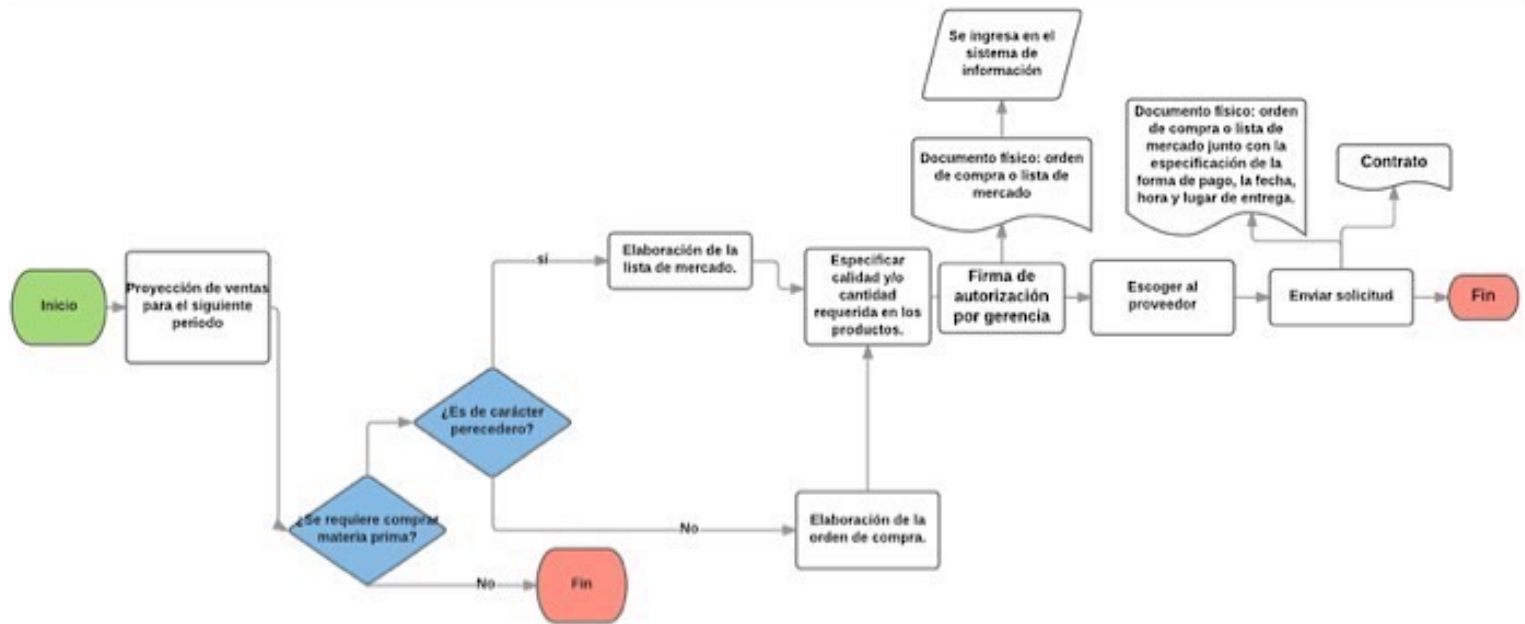 Inicio
Proyección de ventas
para el siguiente
periodo
¿Se requiere comprar
materia prima?
No
Fin
¿Es de carácter
perecedero?
sí
No
Elaboración de la
lista de mercado.
Elaboración de la
orden de compra.
Especificar
calidad y/o
cantidad
requerida en los
productos.
Firma de
autorización
por gerencia
Documento físico: orden
de compra o lista de
mercado
Se ingresa en el
sistema de
información
Escoger al
proveedor
Enviar solicitud
Documento físico: orden
de compra o lista de
mercado junto con la
especificación de la
forma de pago, la fecha,
hora y lugar de entrega.
Contrato
Fin